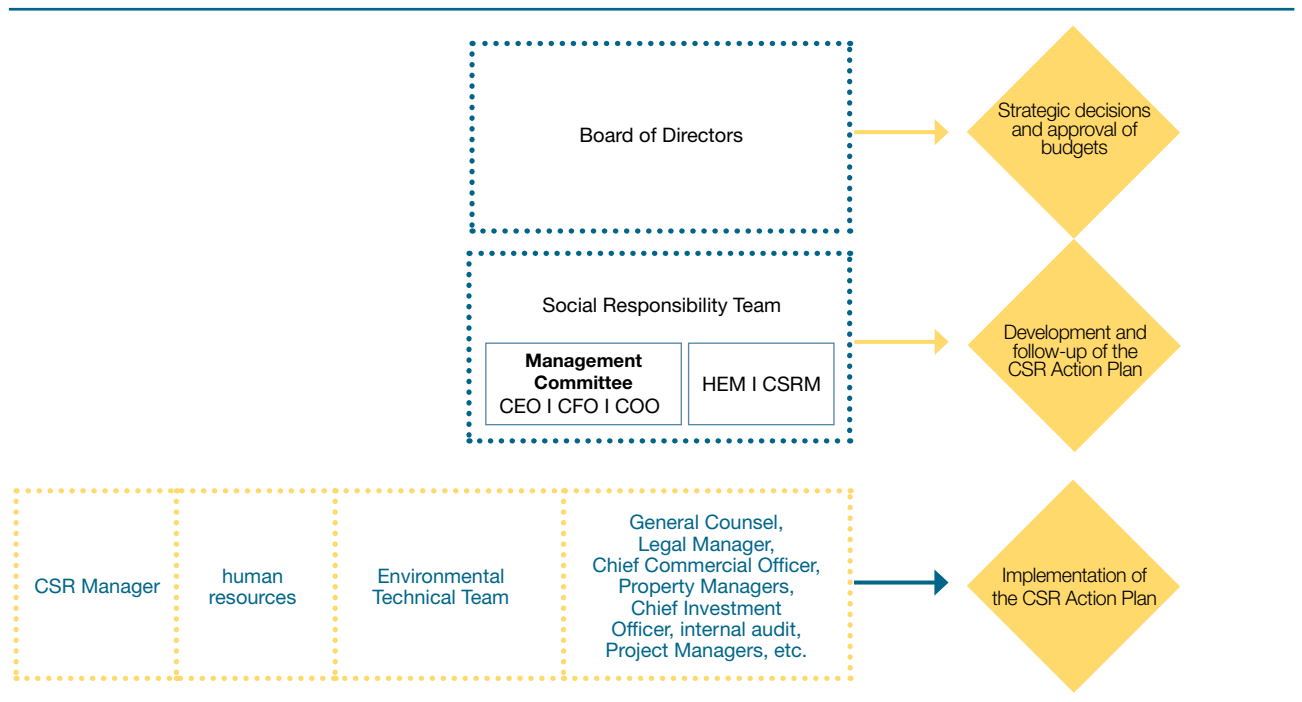 Board of Directors
Strategic decisions
and approval of
budgets
Social Responsibility Team
Management
Committee
CEO I CFO I COO
HEM I CSRM
Development and
follow-up of the
CSR Action Plan
CSR Manager
human
resources
Environmental
Technical Team
General Counsel,
Legal Manager,
Chief Commercial Officer,
Property Managers,
Chief Investment
Officer, internal audit,
Project Managers, etc.
Implementation of
the CSR Action Plan